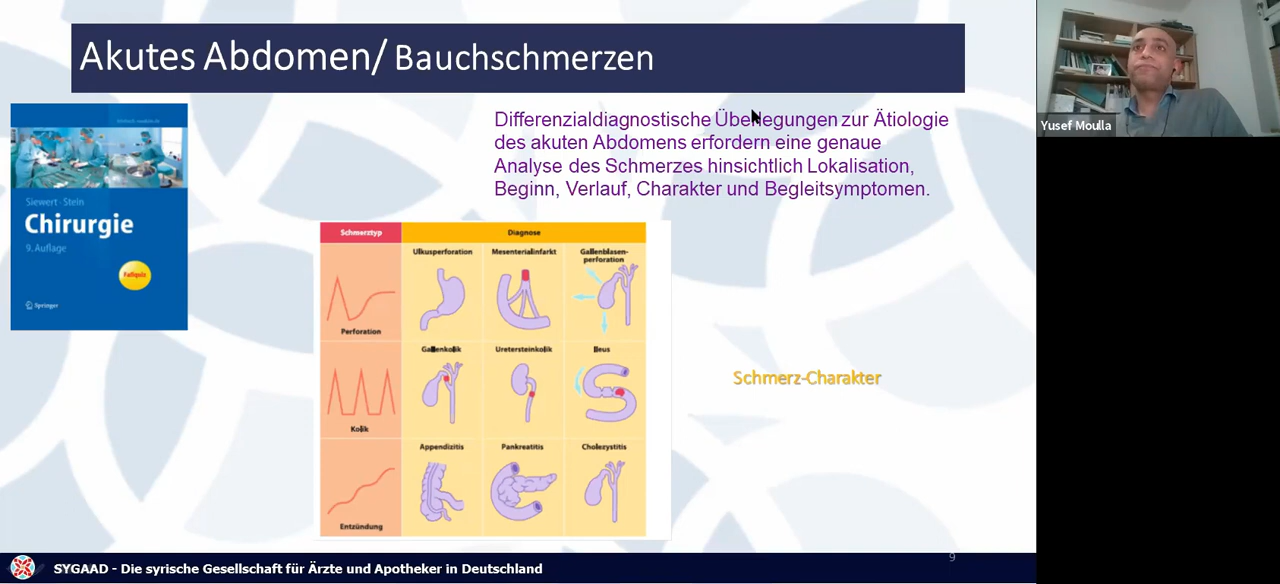 Akutes Abdomen/ Bauchschmerzen
Yusef Moulla
Differenzialdiagnostische Überlegungen zur Ätiologie
des akuten Abdomens erfordern eine genaue
Analyse des Schmerzes hinsichtlich Lokalisation,
Beginn, Verlauf, Charakter und Begleitsymptomen.
Siewert · Stein
Chirurgie
9. Auflage
Fallquiz
Springer
Schmerztyp
Diagnose
Ulkusperforation
Mesenterialinfarkt
Gallenblasen-
perforation
Perforation
Gallenkolik
Uretersteinkolik
Ileus
Kolik
Appendizitis
Pankreatitis
Cholezystitis
Entzündung
Schmerz-Charakter
9
SYGAAD - Die syrische Gesellschaft für Ärzte und Apotheker in Deutschland